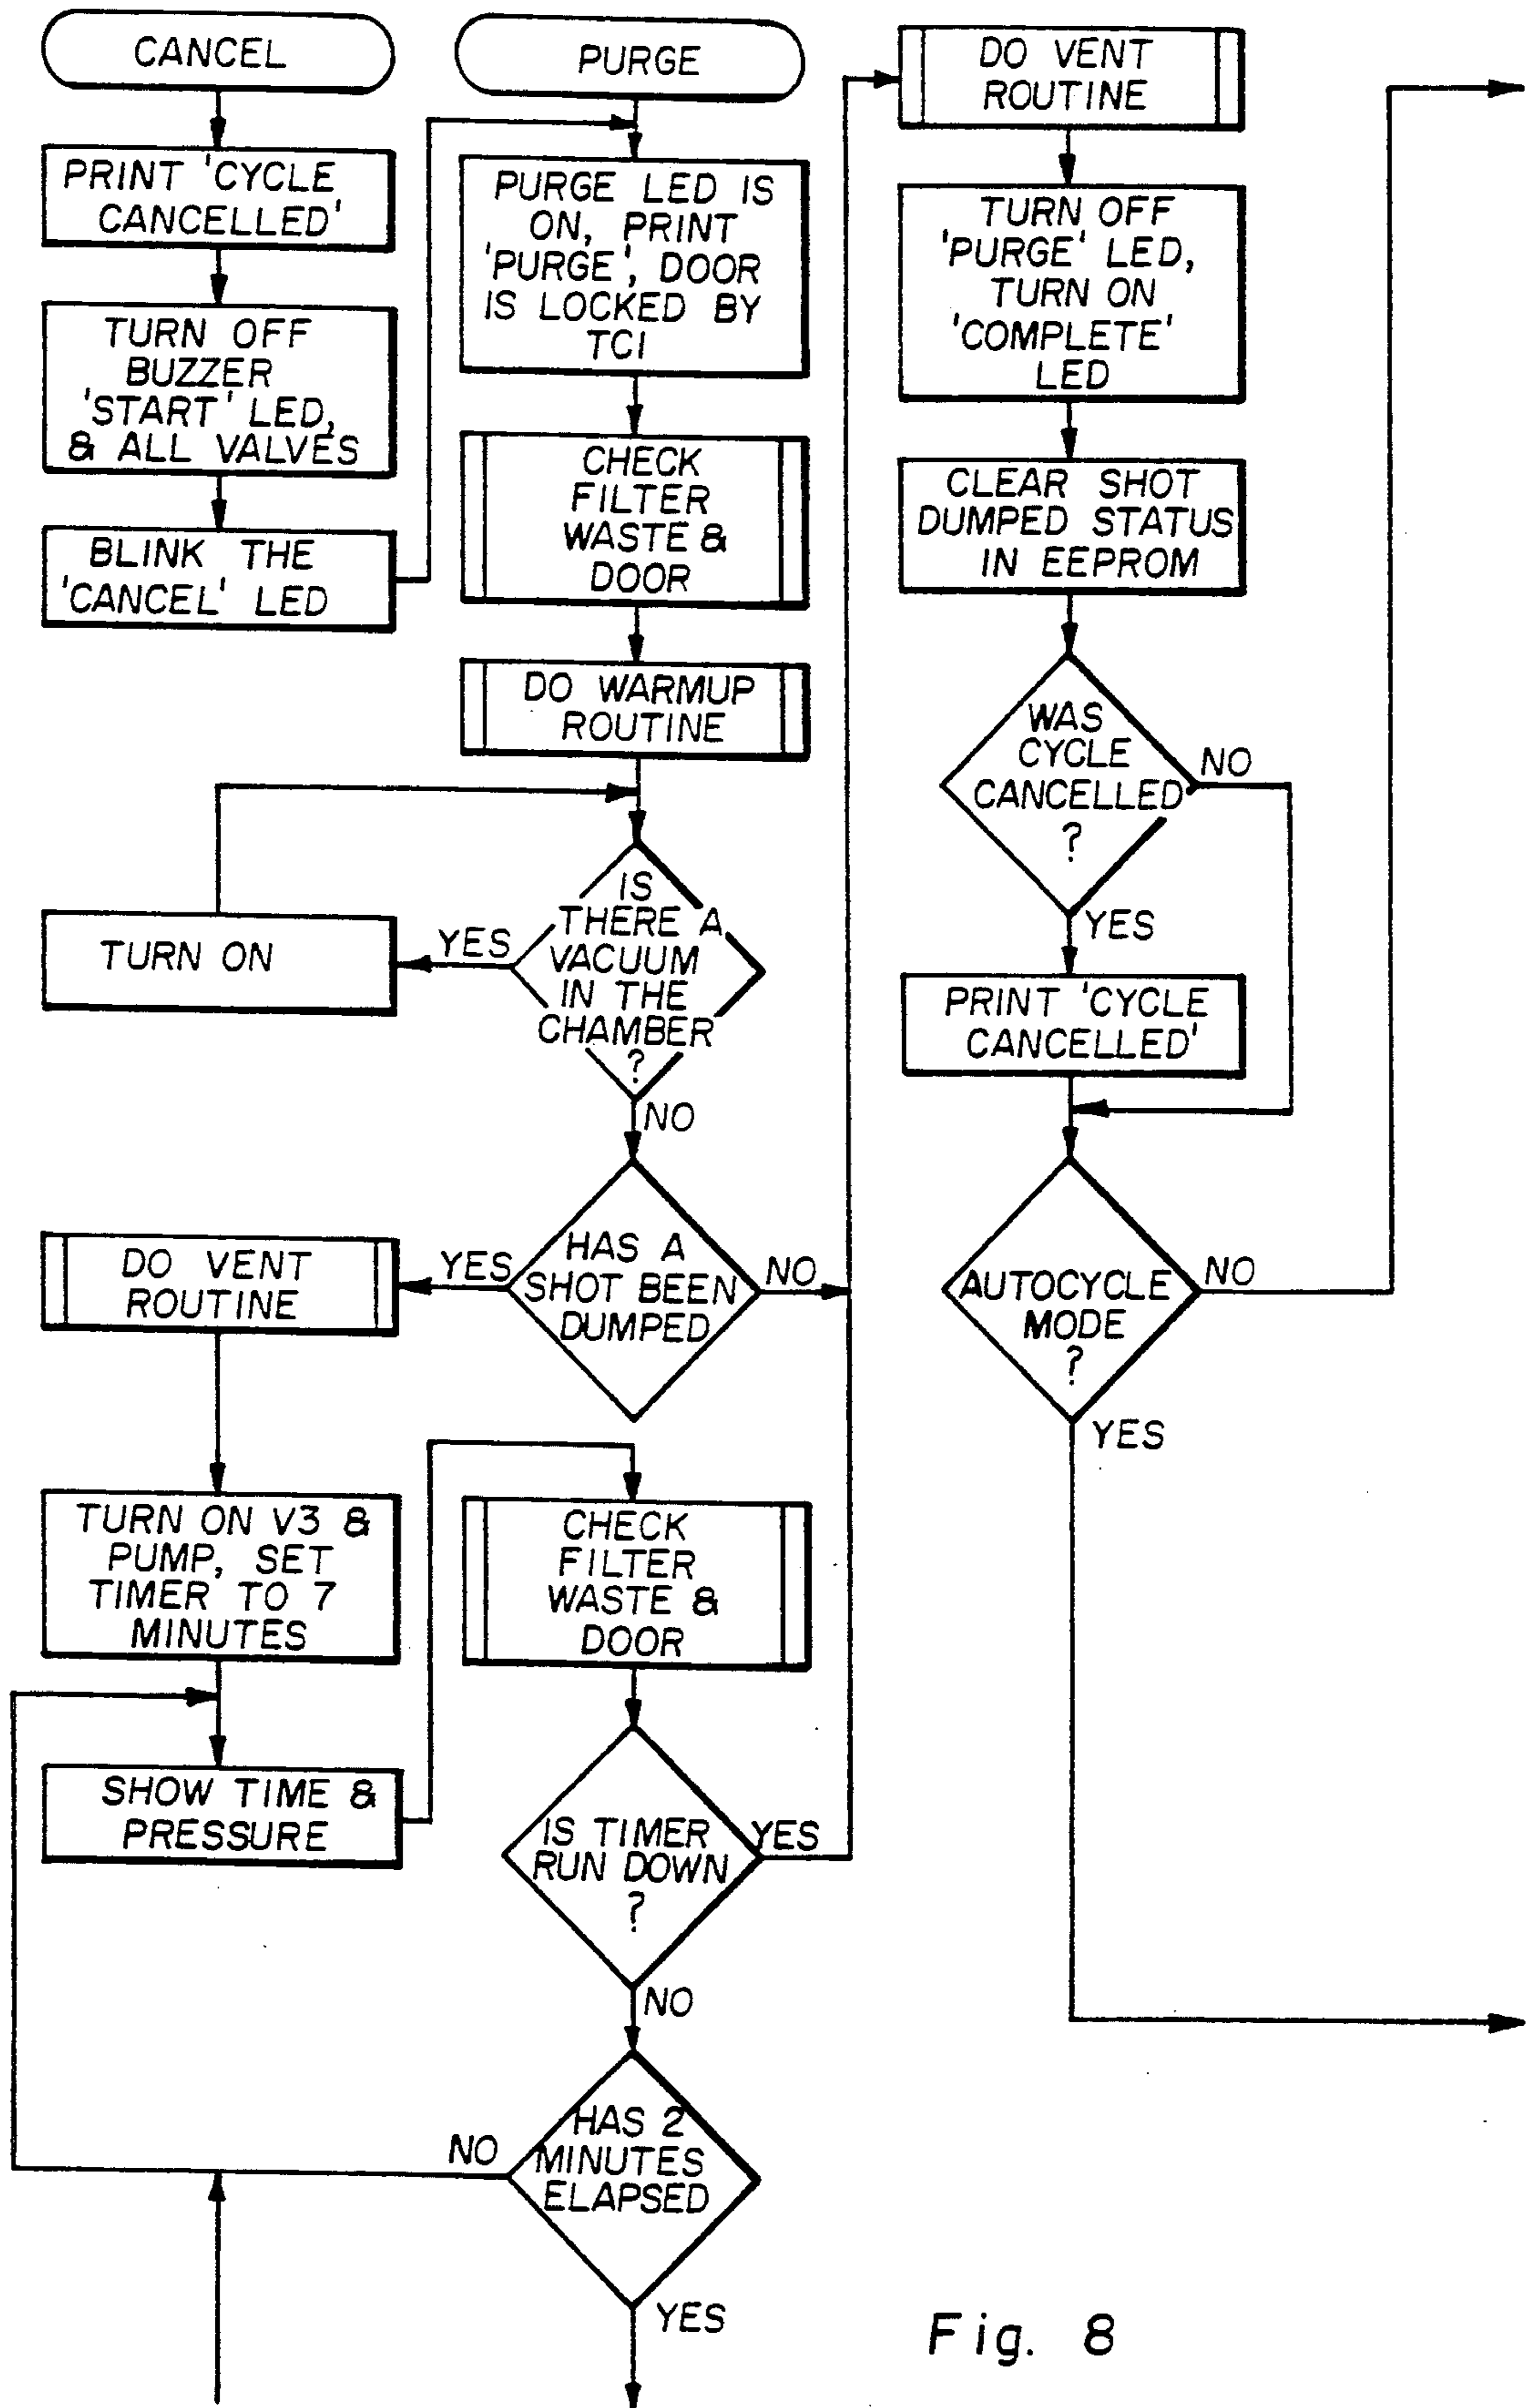 CANCEL
PRINT 'CYCLE
CANCELLED'
TURN OFF
BUZZER
'START' LED,
& ALL VALVES
BLINK THE
'CANCEL' LED
PURGE
PURGE LED IS
ON, PRINT
'PURGE', DOOR
IS LOCKED BY
TCI
CHECK
FILTER
WASTE &
DOOR
DO WARMUP
ROUTINE
IS
THERE A
VACUUM
IN THE
CHAMBER
?
YES
TURN ON
NO
HAS A
SHOT BEEN
DUMPED
YES
NO
DO VENT
ROUTINE
TURN ON V3 &
PUMP, SET
TIMER TO 7
MINUTES
SHOW TIME &
PRESSURE
CHECK
FILTER
WASTE &
DOOR
IS TIMER
RUN DOWN
?
YES
NO
HAS 2
MINUTES
ELAPSED
NO
YES
DO VENT
ROUTINE
TURN OFF
'PURGE' LED,
TURN ON
'COMPLETE'
LED
CLEAR SHOT
DUMPED STATUS
IN EEPROM
WAS
CYCLE
CANCELLED
?
NO
YES
PRINT 'CYCLE
CANCELLED'
AUTOCYCLE
MODE
?
NO
YES
Fig. 8